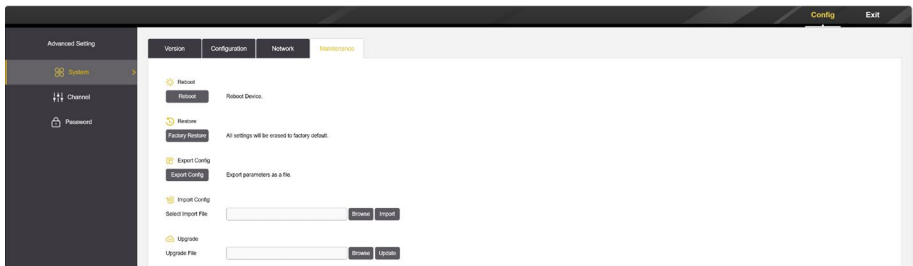 Config Exit
Advanced Setting
System
Channel
Password
Version Configuration Network Maintenance
Reboot
Reboot Reboot Device.
Restore
Factory Restore All settings will be erased to factory default.
Export Config
Export Config Export parameters as a file.
Import Config
Select Import File Browse Import
Upgrade
Upgrade File Browse Update